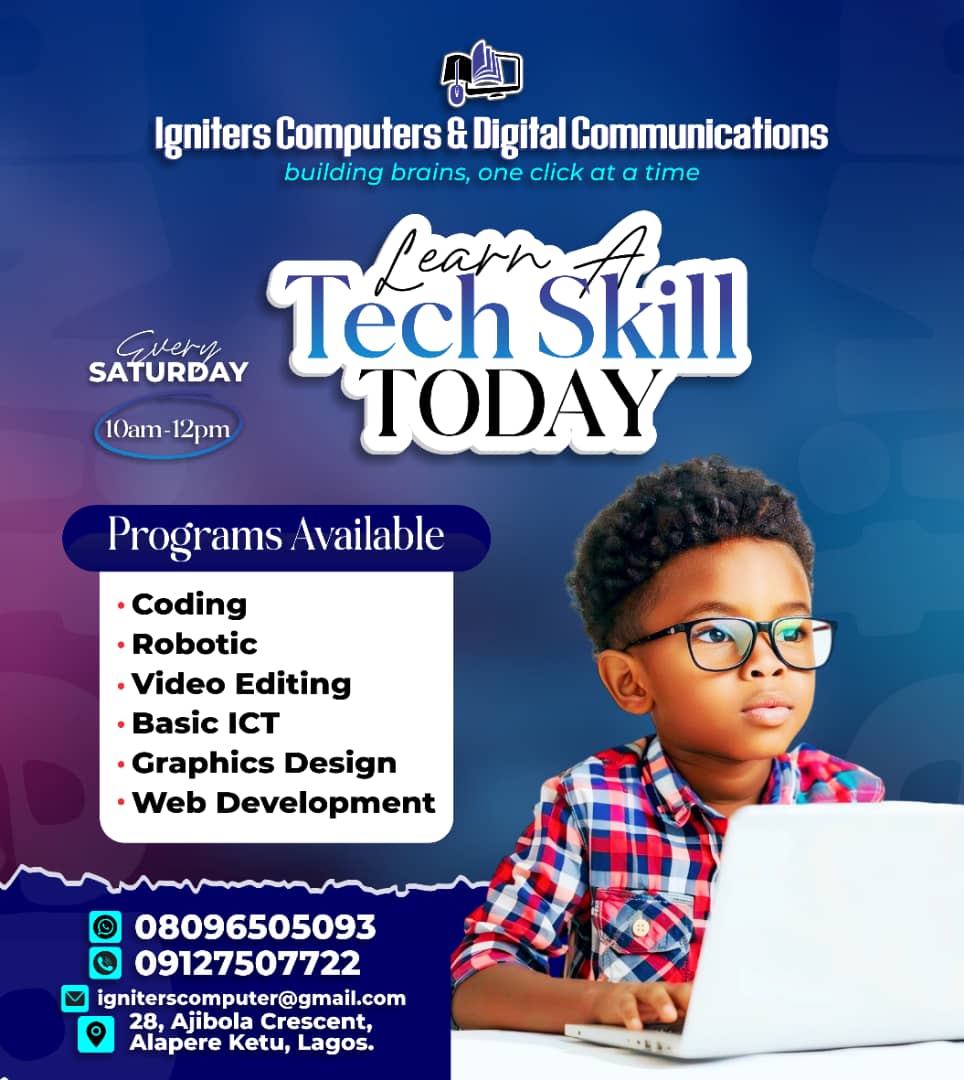 Igniters Computers & Digital Communications
building brains, one click at a time
Learn A
Tech Skill
TODAY
Every
SATURDAY
10am-12pm
Programs Available
• Coding
• Robotic
• Video Editing
• Basic ICT
• Graphics Design
• Web Development
08096505093
09127507722
igniterscomputer@gmail.com
28, Ajibola Crescent,
Alapere Ketu, Lagos.